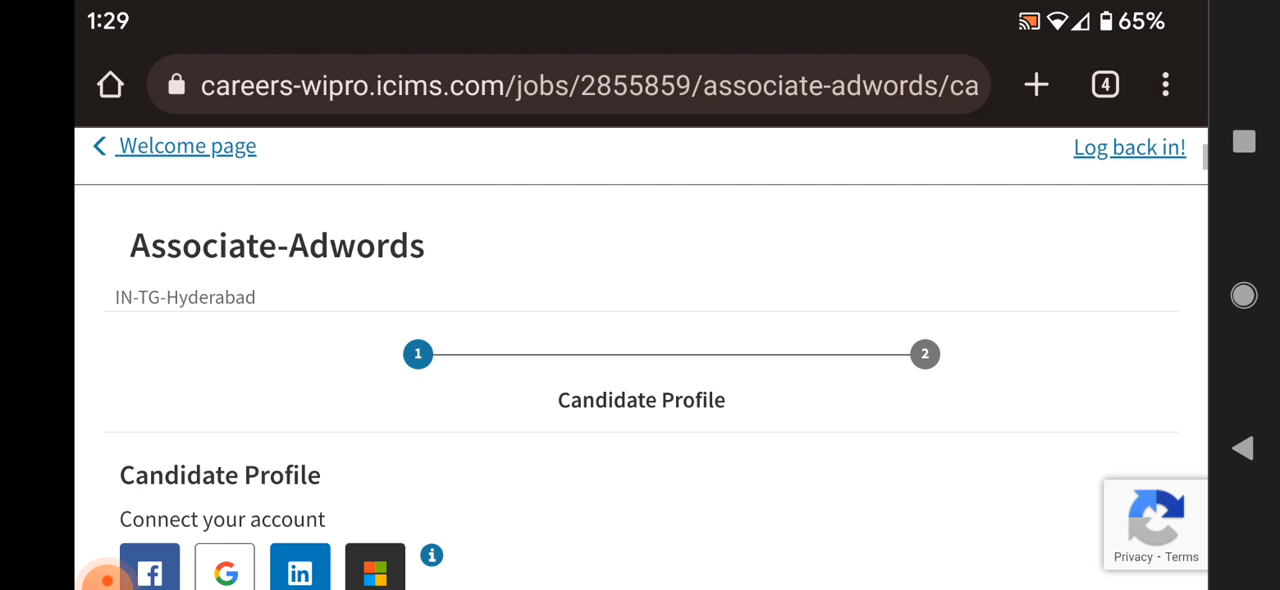 1:29
65%
careers-wipro.icims.com/jobs/2855859/associate-adwords/ca
4
Welcome page
Log back in!
Associate-Adwords
IN-TG-Hyderabad
1
2
Candidate Profile
Candidate Profile
Connect your account
f
G
in
i
Privacy - Terms